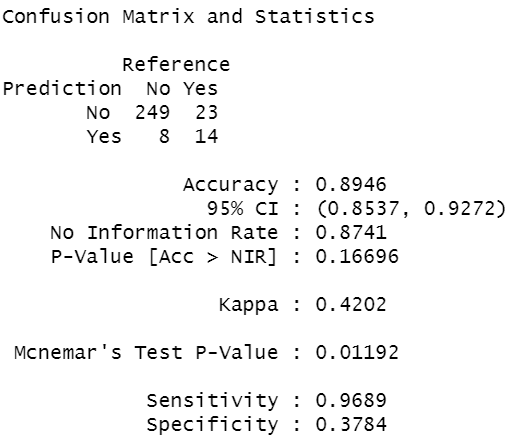 Confusion Matrix and Statistics
Reference
Prediction No Yes
No 249 23
Yes 8 14
Accuracy : 0.8946
95% CI : (0.8537, 0.9272)
No Information Rate : 0.8741
P-Value [Acc > NIR] : 0.16696
Kappa : 0.4202
Mcnemar's Test P-Value : 0.01192
Sensitivity : 0.9689
Specificity : 0.3784